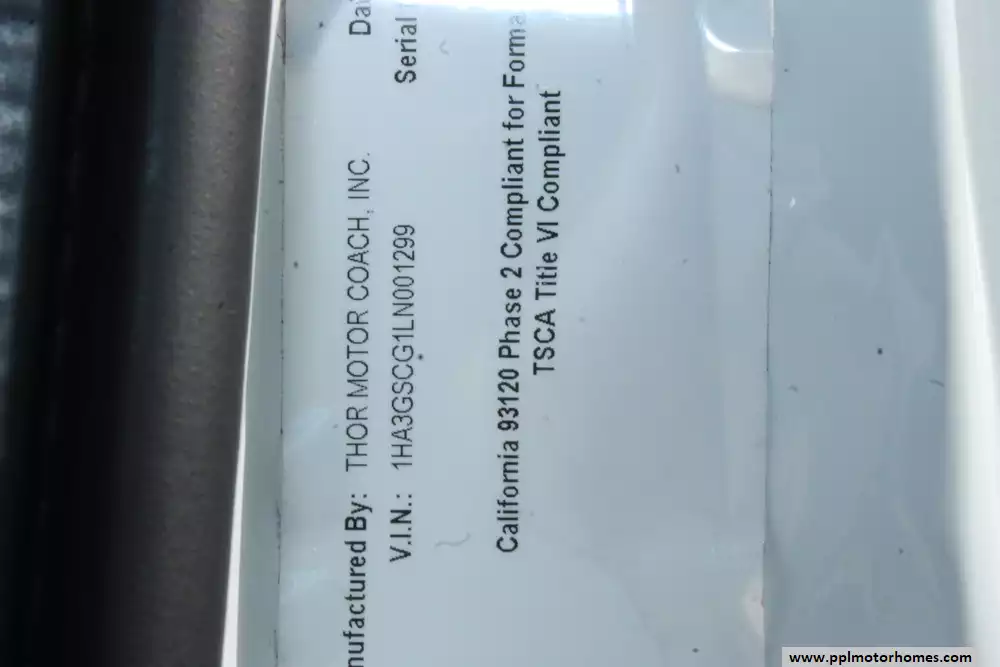 nufactured By: THOR MOTOR COACH, INC. Da
V.I.N.: 1HA3GSCG1LN001299 Serial
California 93120 Phase 2 Compliant for Forma
TSCA Title VI Compliant
www.pplmotorhomes.com